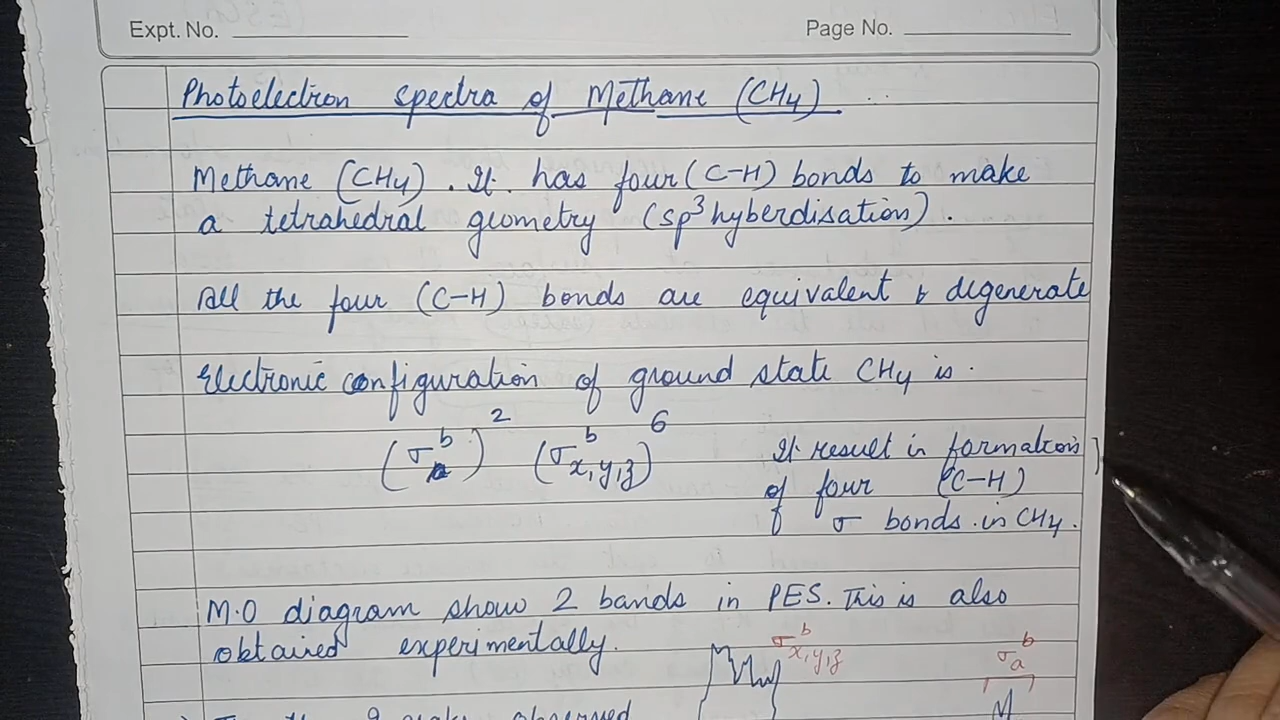 Expt. No.
Page No.
Photoelectron spectra of Methane (CH4)
Methane (CH4). It has four (C-H) bonds to make
a tetrahedral geometry (sp³ hyberdisation).
All the four (C-H) bonds are equivalent & degenerate
Electronic configuration of ground state CH4 is.
(σₐᵇ)² (σᵇx,y,z)⁶
It result in formation
of four (C-H)
σ bonds in CH4.
M.O diagram show 2 bands in PES. This is also
obtained experimentally.
σᵇx,y,z
σₐᵇ
observed